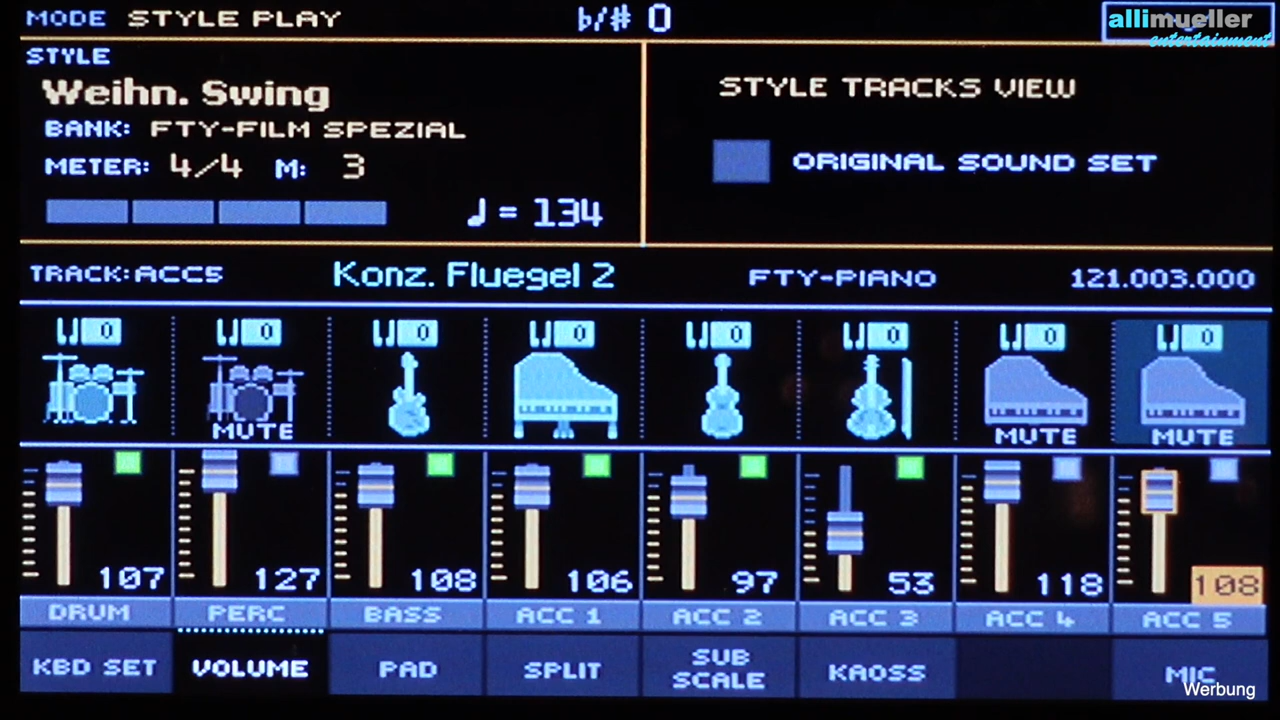 MODE STYLE PLAY
♭/# 0
allimueller
entertainment
STYLE
Weihn. Swing
BANK: FTY-FILM SPEZIAL
METER: 4/4 M: 3
♩= 134
STYLE TRACKS VIEW
ORIGINAL SOUND SET
TRACK:ACC5 Konz. Fluegel 2 FTY-PIANO 121.003.000
0 0 0 0 0 0 0 0
MUTE MUTE MUTE
107 127 108 106 97 53 118 108
DRUM PERC BASS ACC 1 ACC 2 ACC 3 ACC 4 ACC 5
KBD SET VOLUME PAD SPLIT SUB SCALE KAOSS MIC
Werbung